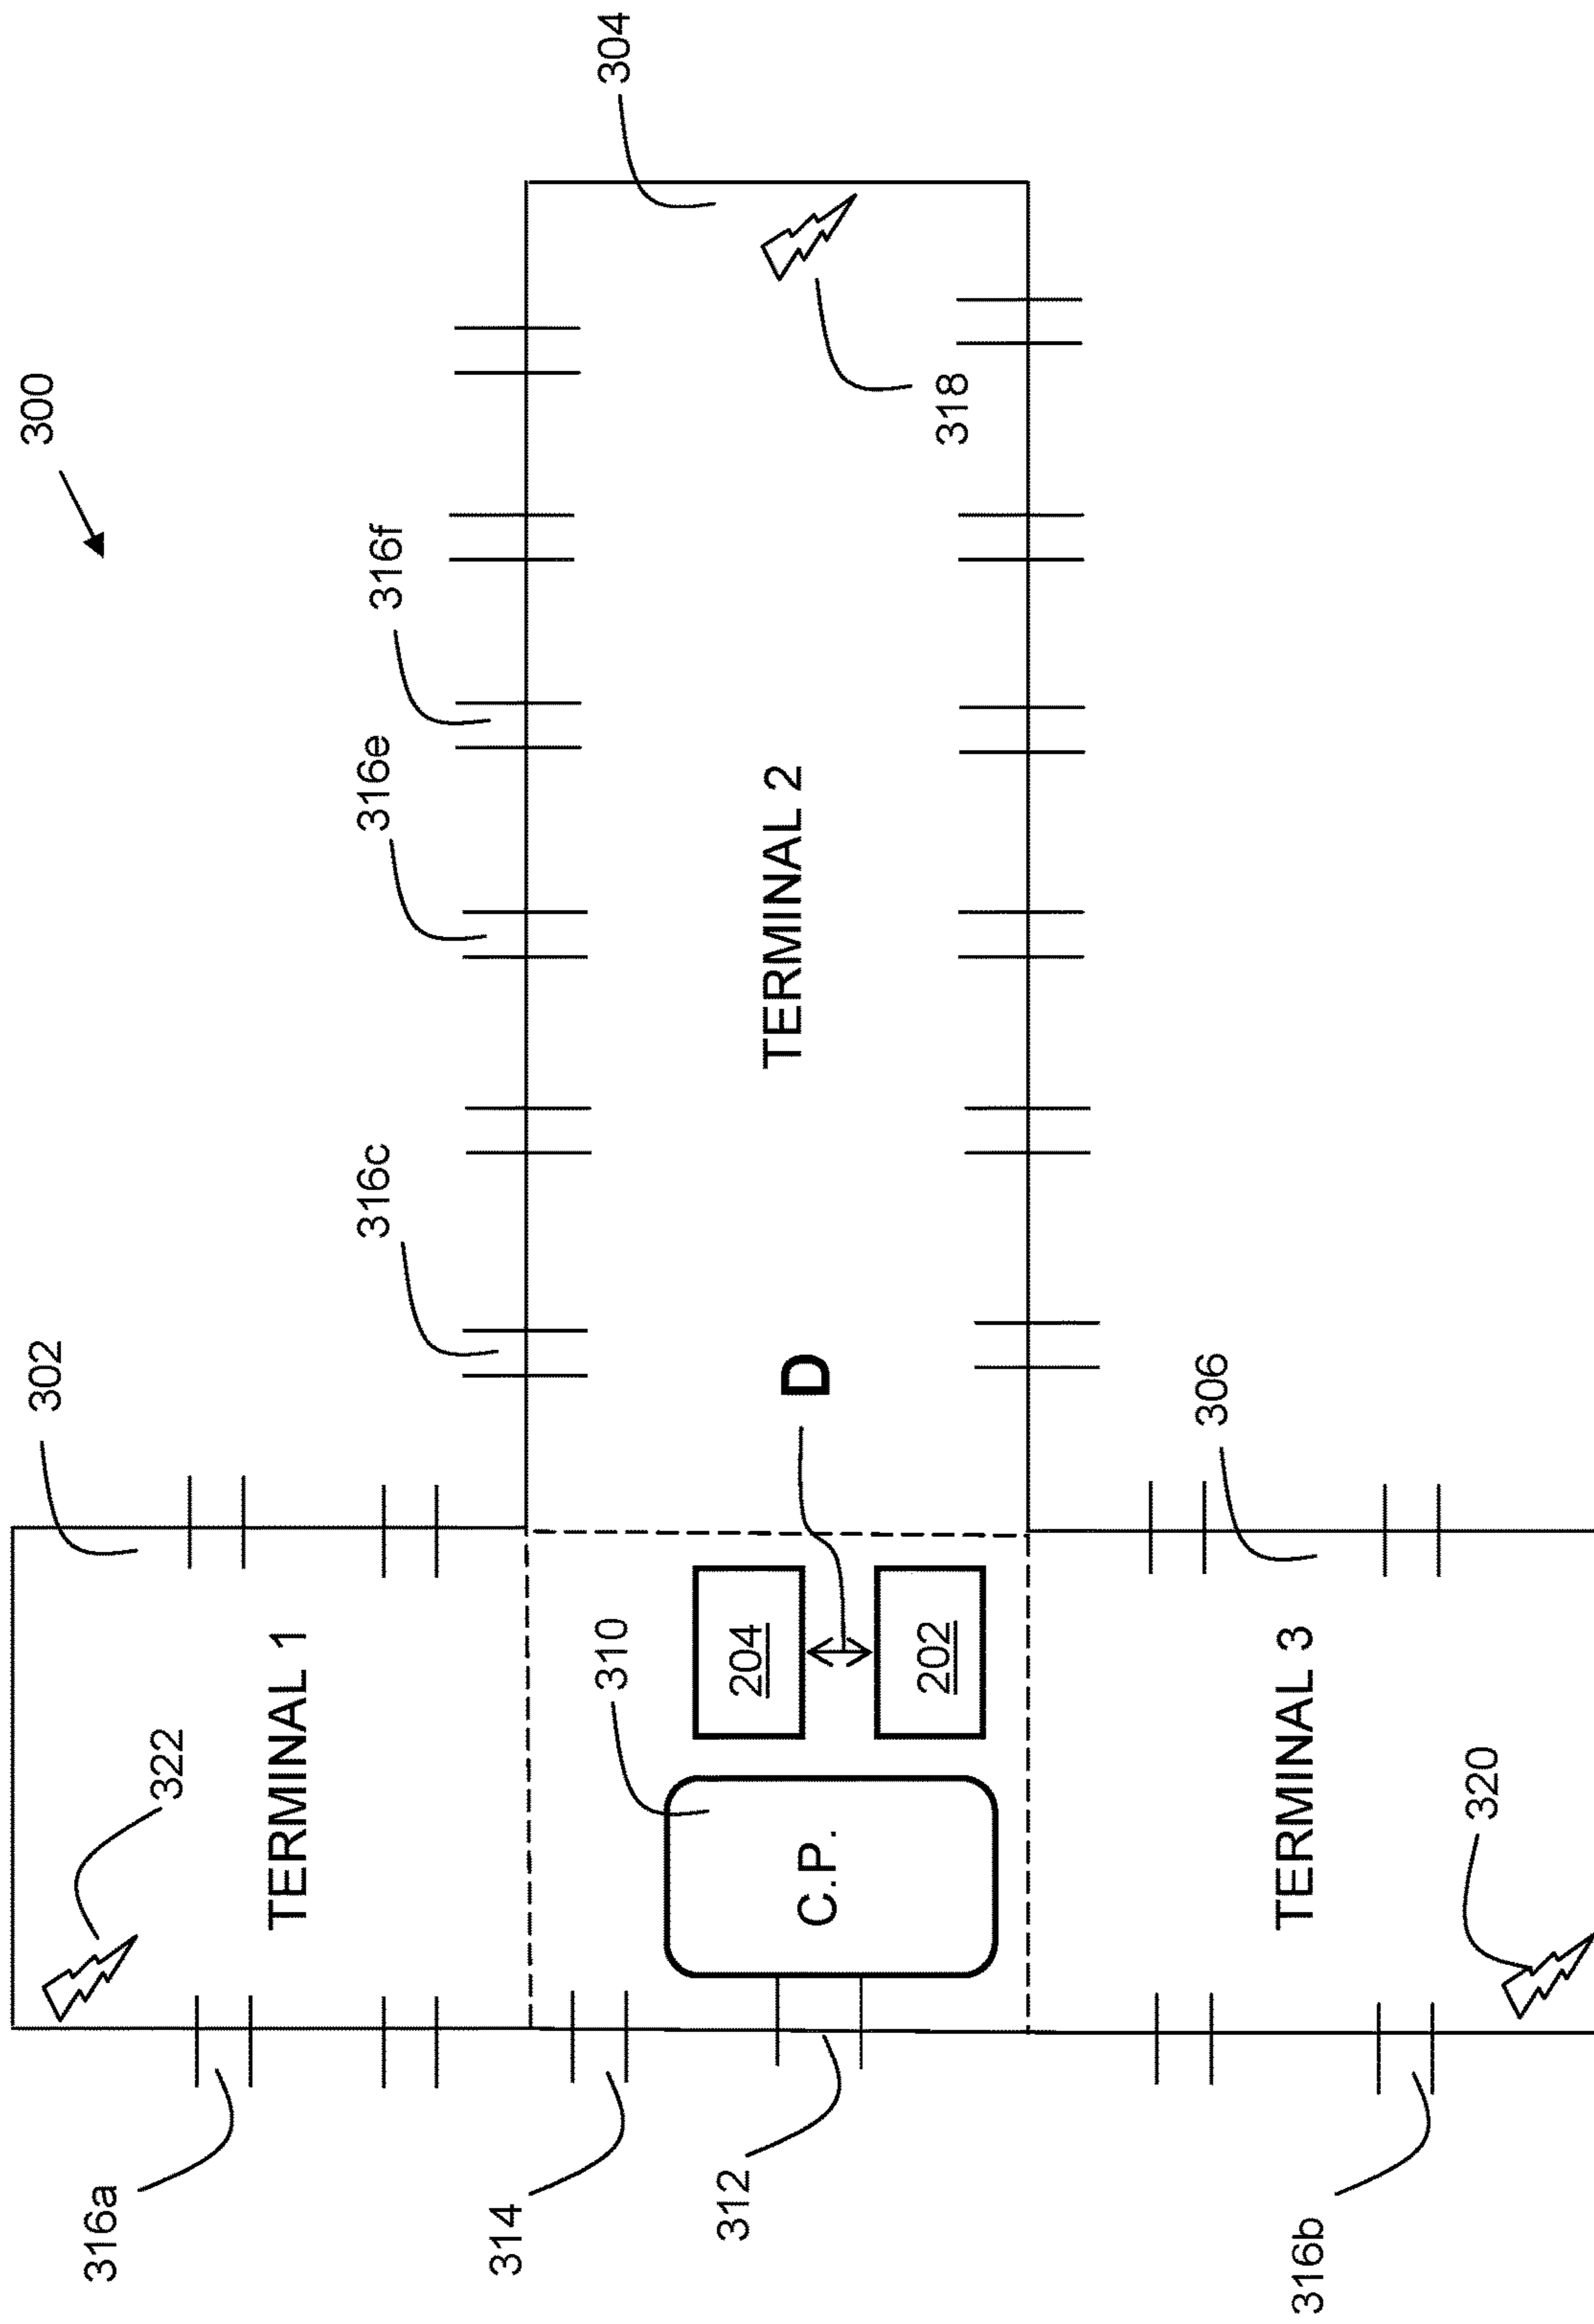 300
304
302
316c
316e
316f
318
322
TERMINAL 1
TERMINAL 2
D
316a
314
310
204
202
C.P.
312
306
TERMINAL 3
320
316b